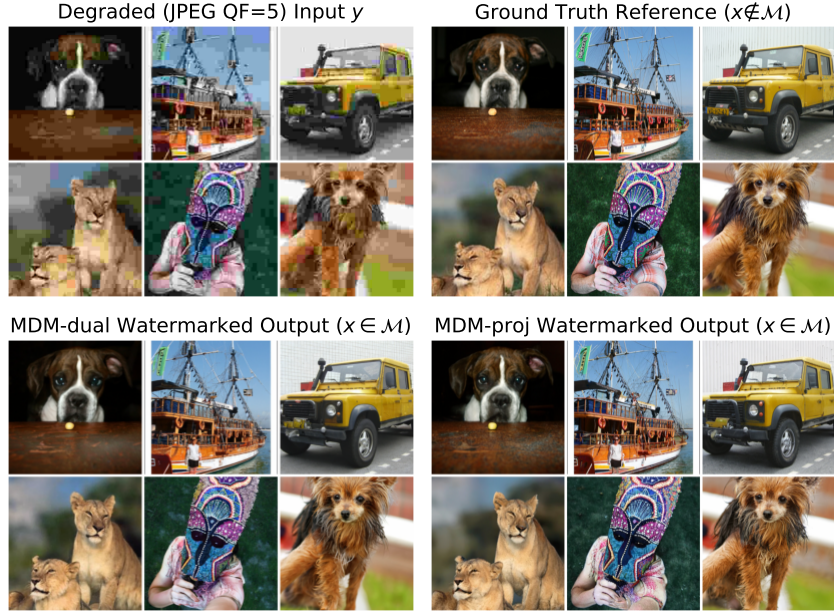 Degraded (JPEG QF=5) Input y
Ground Truth Reference (x∉ℳ)
MDM-dual Watermarked Output (x ∈ ℳ)
MDM-proj Watermarked Output (x ∈ ℳ)